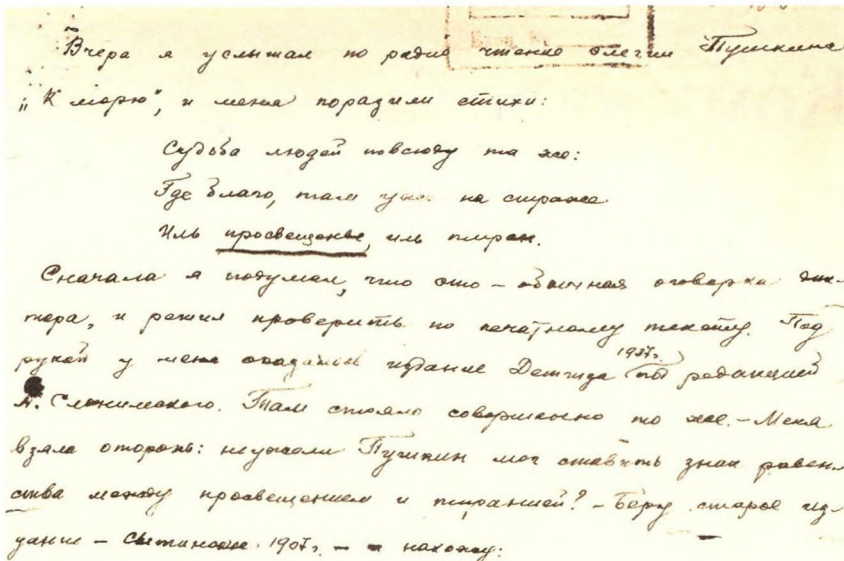 Вчера я услышал по радио чтение элегии Пушкина
„К морю“, и меня поразили стихи:
Судьба людей повсюду та же:
Где благо, там уже на страже
Иль просвещенье, иль тиран.
Сначала я подумал, что это – обычная оговорка дик-
тора, и решил проверить по печатному тексту. Под
рукой у меня оказалось издание Детгиза 1937г. под редакцией
А. Слонимского. Там стояло совершенно то же. – Меня
взяла оторопь: неужели Пушкин мог ставить знак равен-
ства между просвещением и тиранией? – Беру старое из-
дание – Сытинское 1907г. – и нахожу: